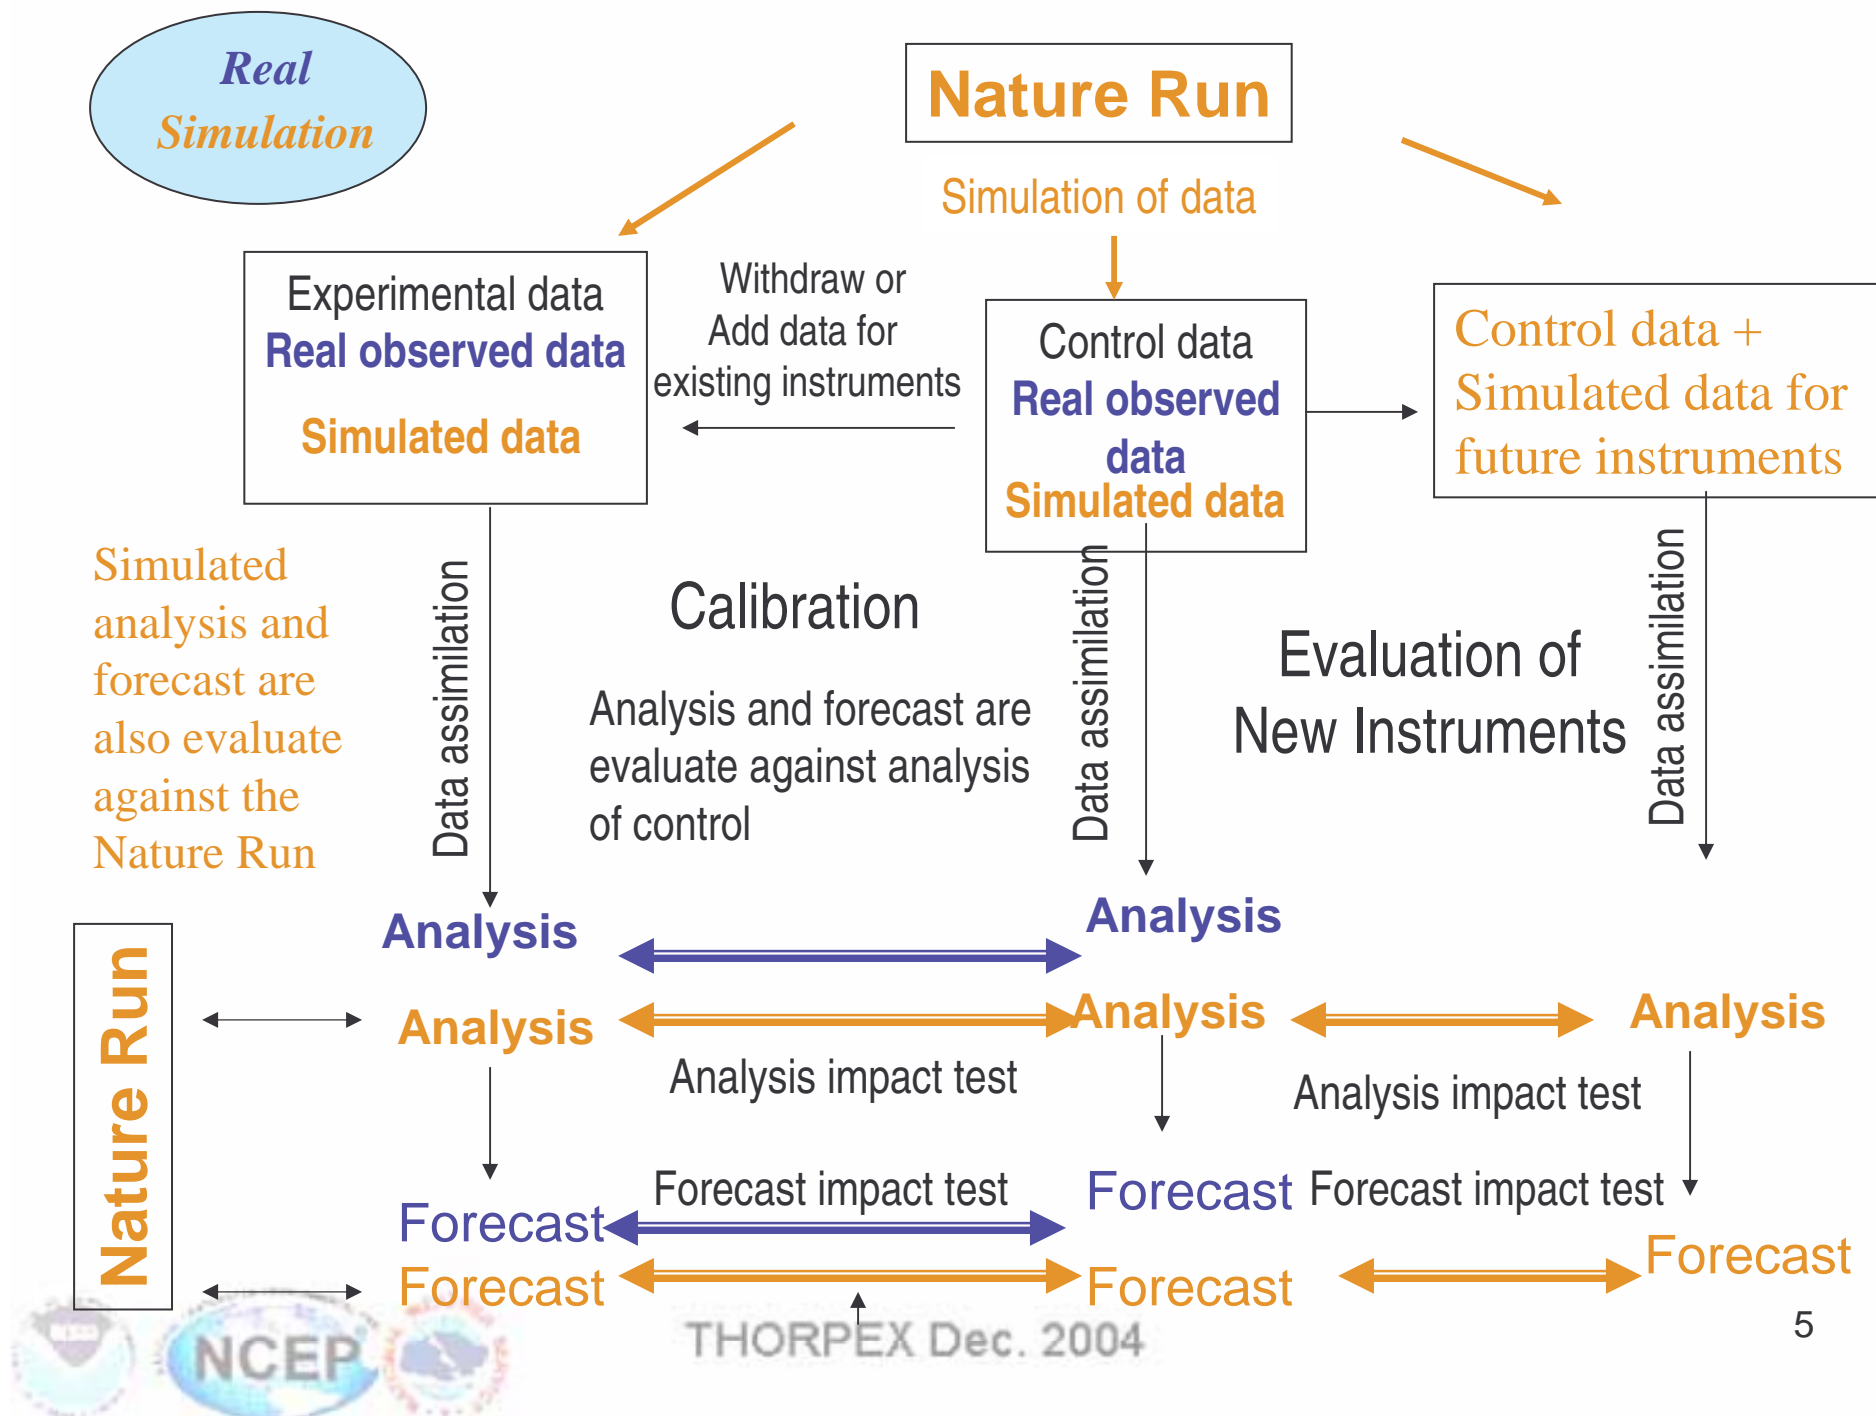 Real
Simulation
Nature Run
Simulation of data
Experimental data
Real observed data
Simulated data
Withdraw or
Add data for
existing instruments
Control data
Real observed
data
Simulated data
Control data +
Simulated data for
future instruments
Simulated
analysis and
forecast are
also evaluate
against the
Nature Run
Data assimilation
Calibration
Analysis and forecast are
evaluate against analysis
of control
Data assimilation
Evaluation of
New Instruments
Data assimilation
Nature Run
Analysis
Analysis
Analysis
Analysis
Analysis
Analysis impact test
Analysis impact test
Forecast impact test
Forecast impact test
Forecast
Forecast
Forecast
Forecast
Forecast
NCEP
THORPEX Dec. 2004
5